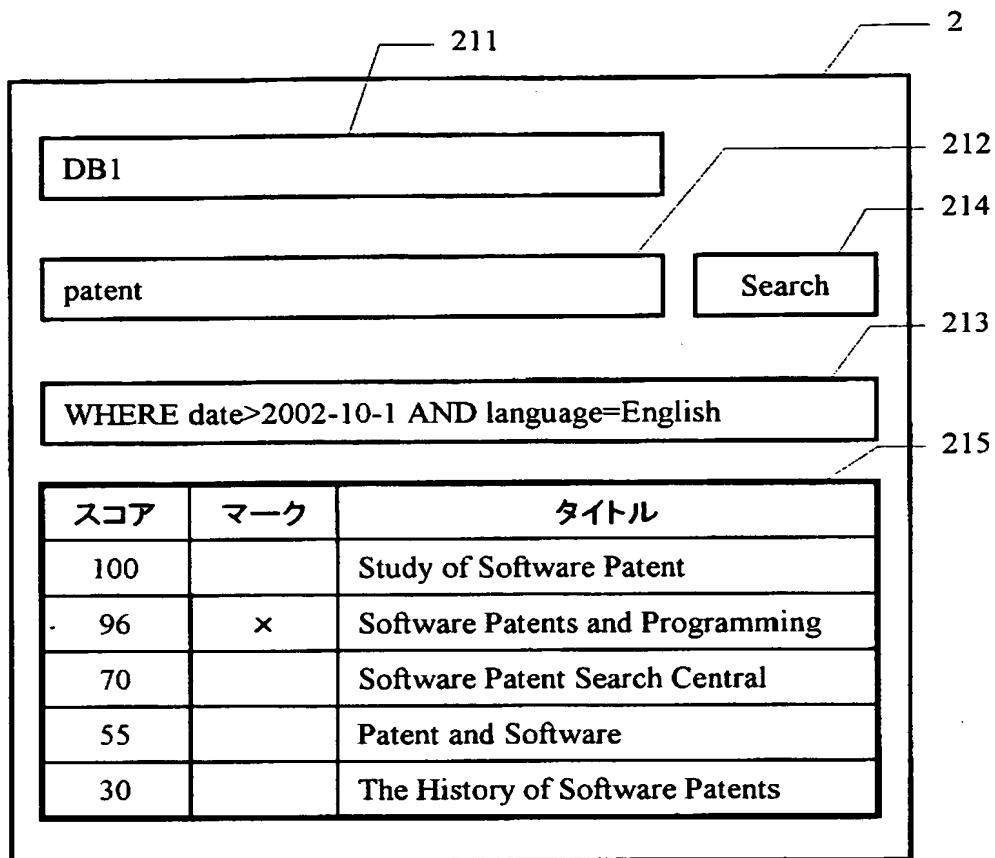 2
211
DB1
212
214
patent
Search
213
WHERE date>2002-10-1 AND language=English
215
スコア マーク タイトル
100 Study of Software Patent
96 × Software Patents and Programming
70 Software Patent Search Central
55 Patent and Software
30 The History of Software Patents